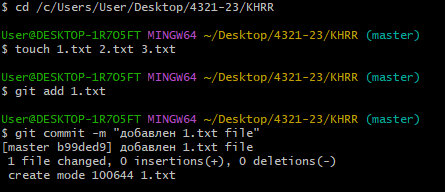 $ cd /c/Users/User/Desktop/4321-23/KHRR
User@DESKTOP-1R7O5FT MINGW64 ~/Desktop/4321-23/KHRR (master)
$ touch 1.txt 2.txt 3.txt
User@DESKTOP-1R7O5FT MINGW64 ~/Desktop/4321-23/KHRR (master)
$ git add 1.txt
User@DESKTOP-1R7O5FT MINGW64 ~/Desktop/4321-23/KHRR (master)
$ git commit -m "добавлен 1.txt file"
[master b99ded9] добавлен 1.txt file
1 file changed, 0 insertions(+), 0 deletions(-)
create mode 100644 1.txt